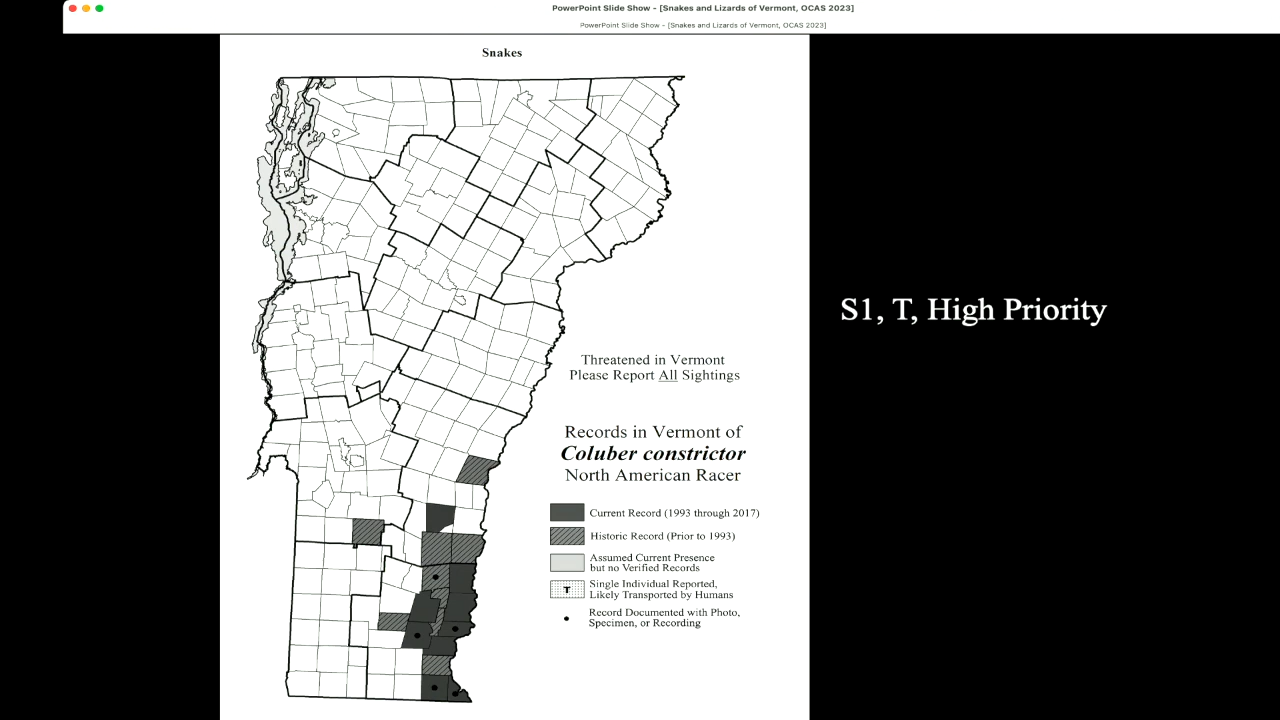 PowerPoint Slide Show - [Snakes and Lizards of Vermont, OCAS 2023]
PowerPoint Slide Show - [Snakes and Lizards of Vermont, OCAS 2023]
Snakes
S1, T, High Priority
Threatened in Vermont
Please Report All Sightings
Records in Vermont of
Coluber constrictor
North American Racer
Current Record (1993 through 2017)
Historic Record (Prior to 1993)
Assumed Current Presence
but no Verified Records
T
Single Individual Reported,
Likely Transported by Humans
Record Documented with Photo,
Specimen, or Recording